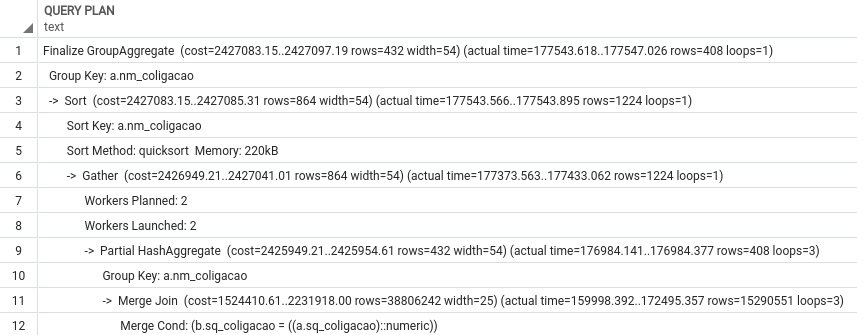 QUERY PLAN
text
1 Finalize GroupAggregate (cost=2427083.15..2427097.19 rows=432 width=54) (actual time=177543.618..177547.026 rows=408 loops=1)
2 Group Key: a.nm_coligacao
3 -> Sort (cost=2427083.15..2427085.31 rows=864 width=54) (actual time=177543.566..177543.895 rows=1224 loops=1)
4 Sort Key: a.nm_coligacao
5 Sort Method: quicksort Memory: 220kB
6 -> Gather (cost=2426949.21..2427041.01 rows=864 width=54) (actual time=177373.563..177433.062 rows=1224 loops=1)
7 Workers Planned: 2
8 Workers Launched: 2
9 -> Partial HashAggregate (cost=2425949.21..2425954.61 rows=432 width=54) (actual time=176984.141..176984.377 rows=408 loops=3)
10 Group Key: a.nm_coligacao
11 -> Merge Join (cost=1524410.61..2231918.00 rows=38806242 width=25) (actual time=159998.392..172495.357 rows=15290551 loops=3)
12 Merge Cond: (b.sq_coligacao = ((a.sq_coligacao)::numeric))